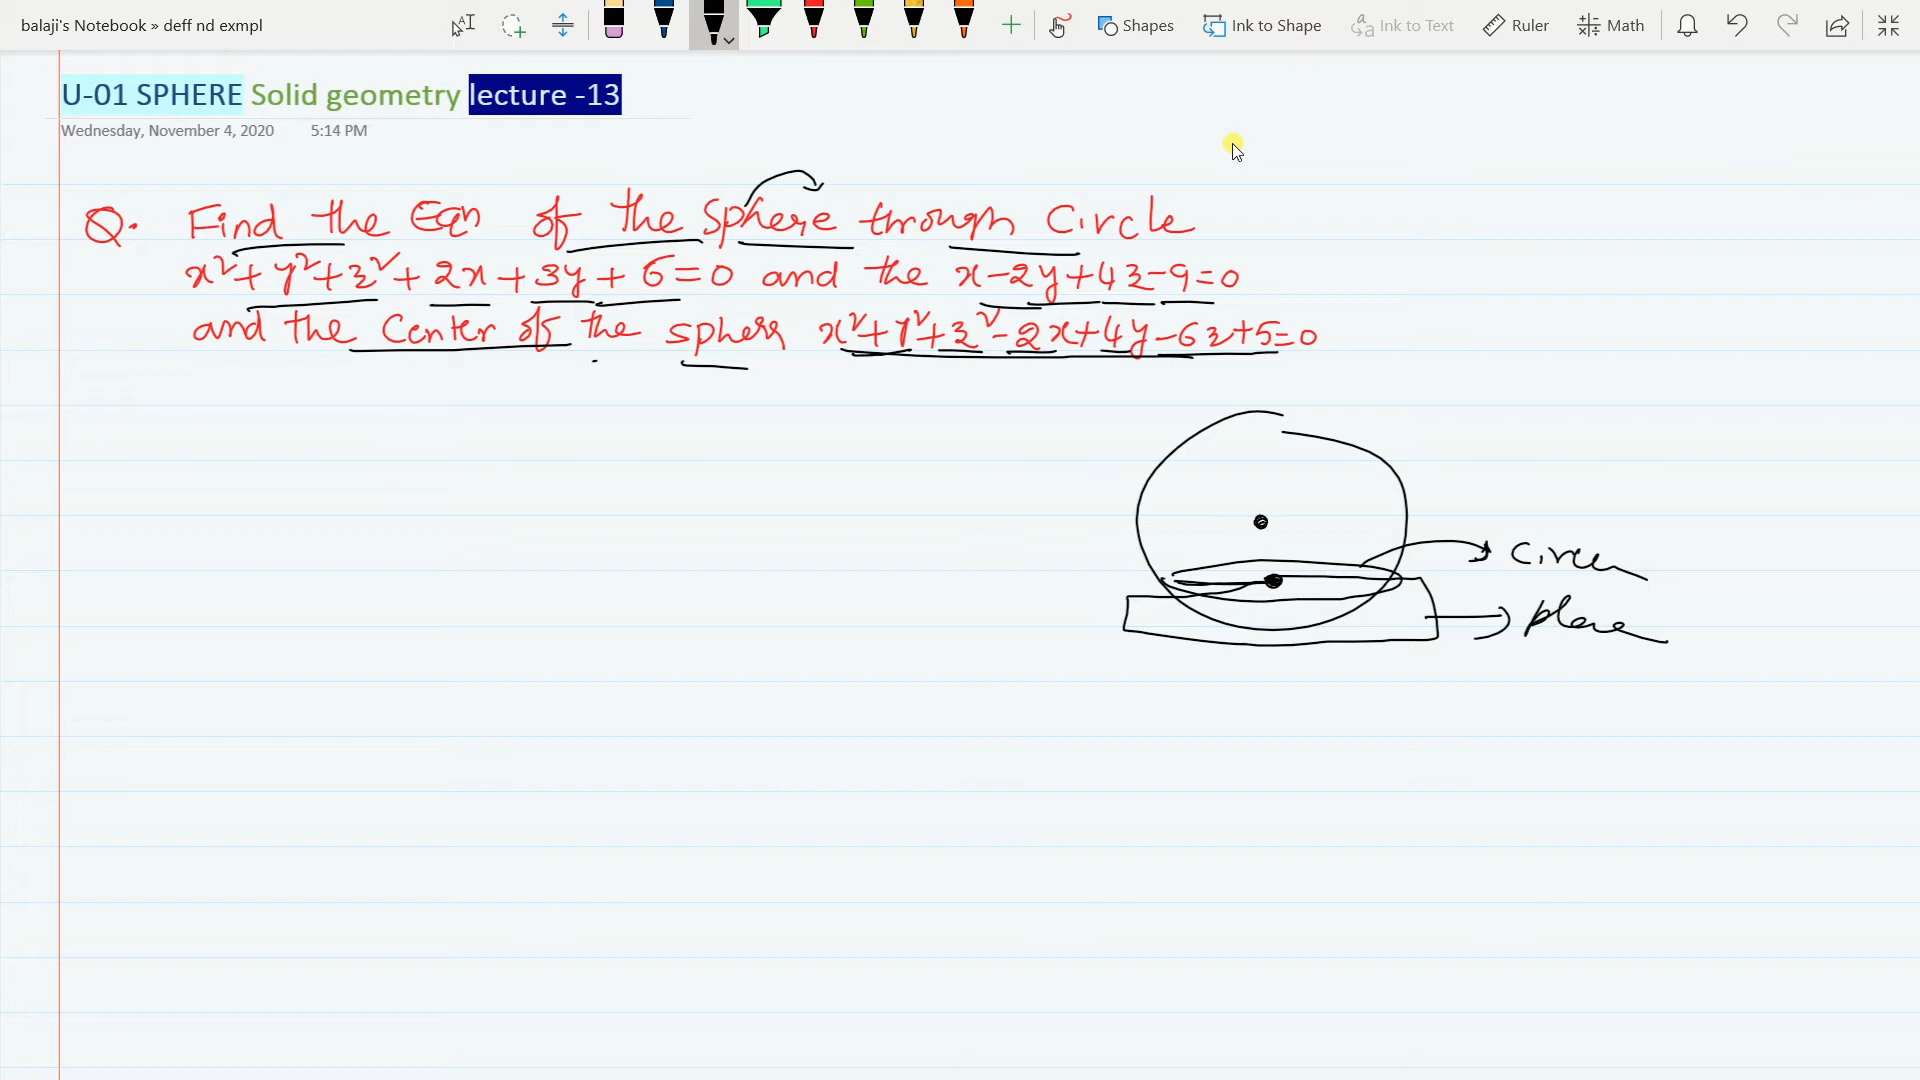 balaji's Notebook » deff nd exmpl
Shapes Ink to Shape Ink to Text Ruler Math
U-01 SPHERE Solid geometry lecture -13
Wednesday, November 4, 2020 5:14 PM
Q. Find the Eqn of the Sphere through Circle
x²+y²+z²+2x+3y+6=0 and the x-2y+4z-9=0
and the Center of the spher x²+y²+z²-2x+4y-6z+5=0
Circle
plane